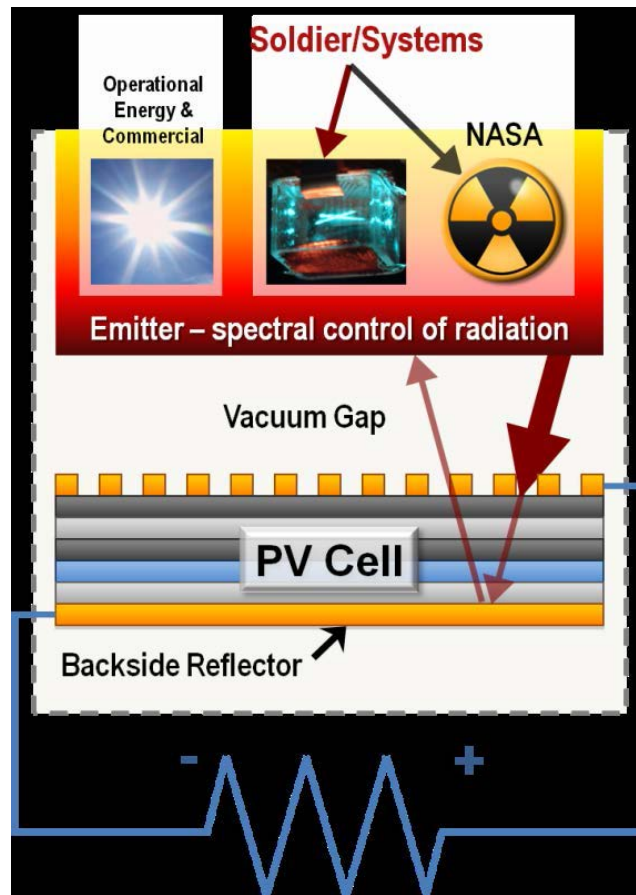 Soldier/Systems
Operational
Energy &
Commercial
NASA
Emitter – spectral control of radiation
Vacuum Gap
PV Cell
Backside Reflector
- +